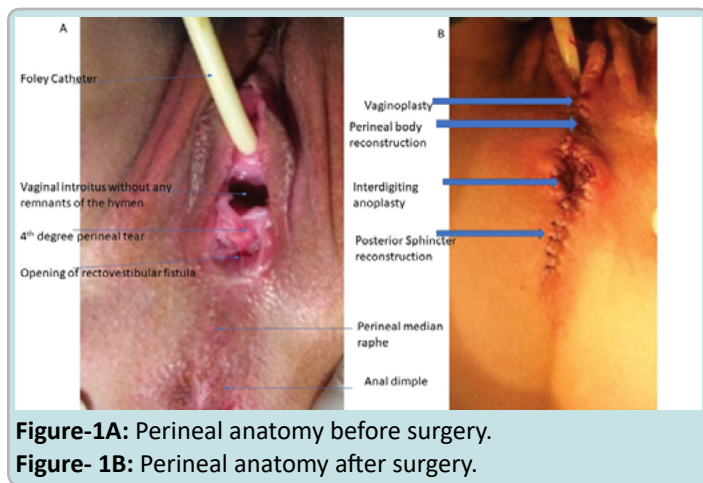 A
Foley Catheter
Vaginal introitus without any
remnants of the hymen
4th degree perineal tear
Opening of rectovestibular fistula
Perineal median
raphe
Anal dimple
B
Vaginoplasty
Perineal body
reconstruction
Interdigiting
anoplasty
Posterior Sphincter
reconstruction
Figure-1A: Perineal anatomy before surgery.
Figure- 1B: Perineal anatomy after surgery.